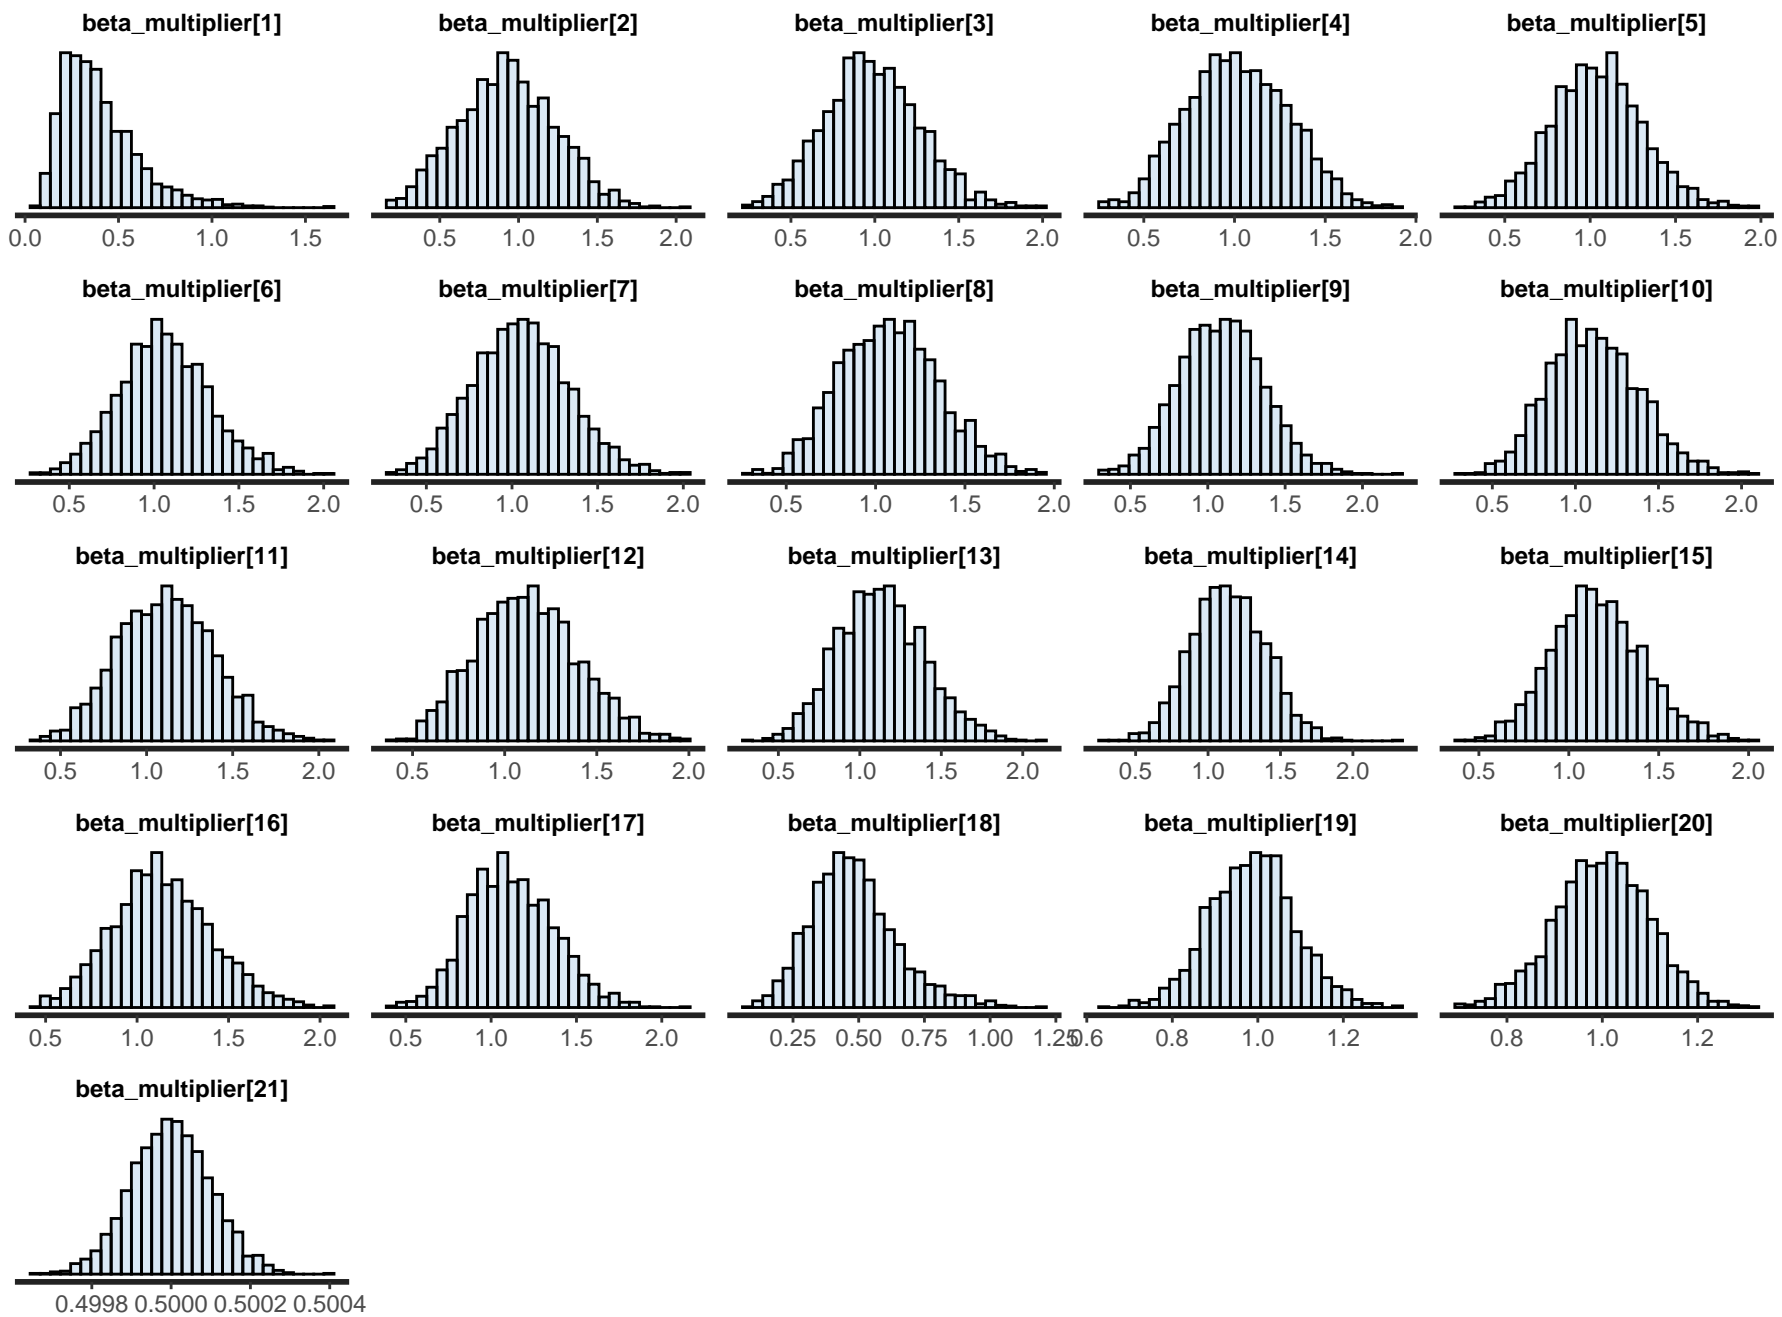 beta_multiplier[1] beta_multiplier[2] beta_multiplier[3] beta_multiplier[4] beta_multiplier[5]
0.0 0.5 1.0 1.5 0.5 1.0 1.5 2.0 0.5 1.0 1.5 2.0 0.5 1.0 1.5 2.0 0.5 1.0 1.5 2.0
beta_multiplier[6] beta_multiplier[7] beta_multiplier[8] beta_multiplier[9] beta_multiplier[10]
0.5 1.0 1.5 2.0 0.5 1.0 1.5 2.0 0.5 1.0 1.5 2.0 0.5 1.0 1.5 2.0 0.5 1.0 1.5 2.0
beta_multiplier[11] beta_multiplier[12] beta_multiplier[13] beta_multiplier[14] beta_multiplier[15]
0.5 1.0 1.5 2.0 0.5 1.0 1.5 2.0 0.5 1.0 1.5 2.0 0.5 1.0 1.5 2.0 0.5 1.0 1.5 2.0
beta_multiplier[16] beta_multiplier[17] beta_multiplier[18] beta_multiplier[19] beta_multiplier[20]
0.5 1.0 1.5 2.0 0.5 1.0 1.5 2.0 0.25 0.50 0.75 1.00 1.25 0.6 0.8 1.0 1.2 0.8 1.0 1.2
beta_multiplier[21]
0.4998 0.5000 0.5002 0.5004